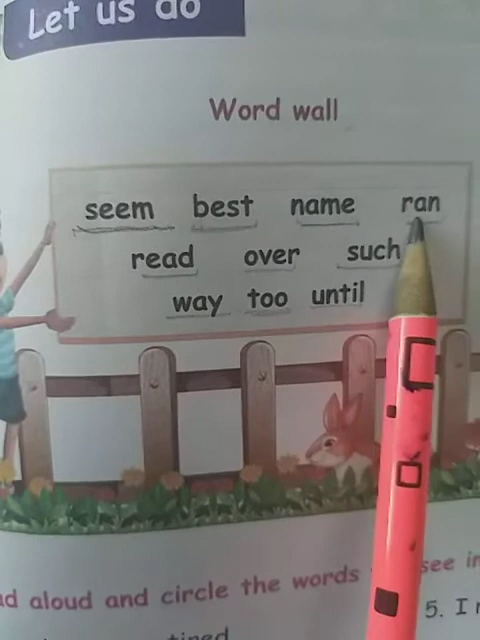 Let us do
Word wall
seem best name ran
read over such
way too until
aloud and circle the words see
5. I